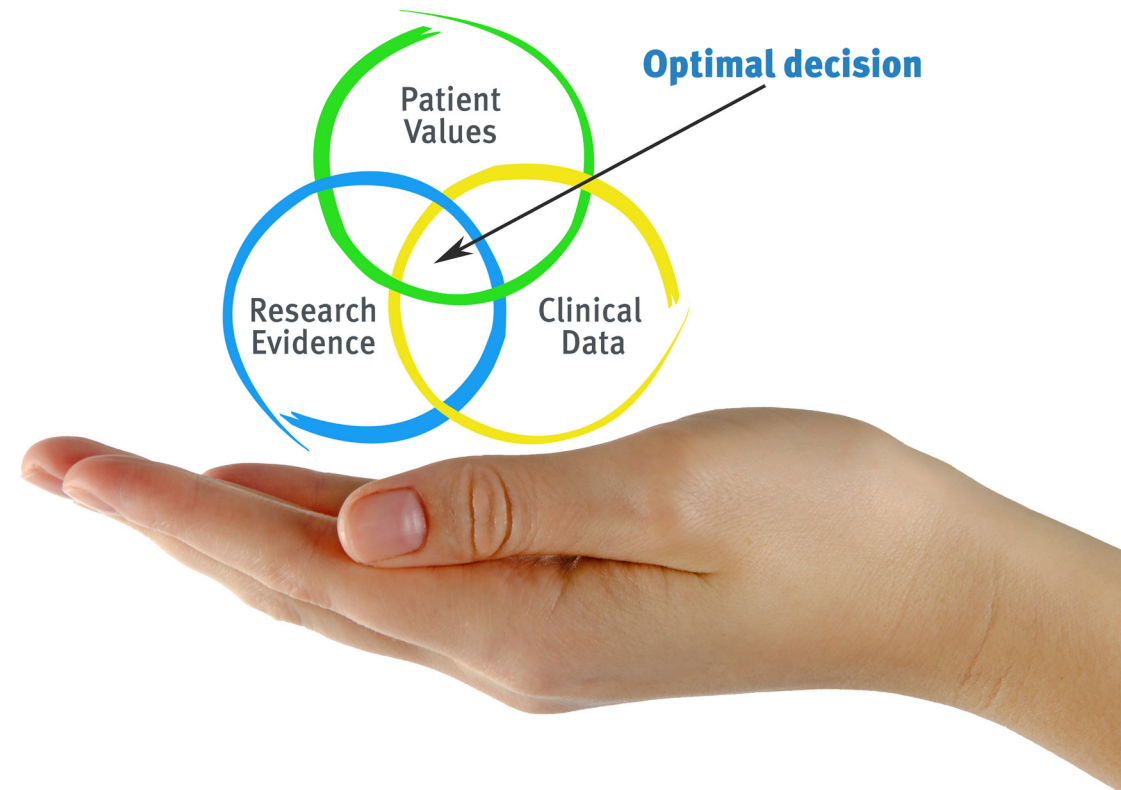 Optimal decision
Patient
Values
Research
Evidence
Clinical
Data